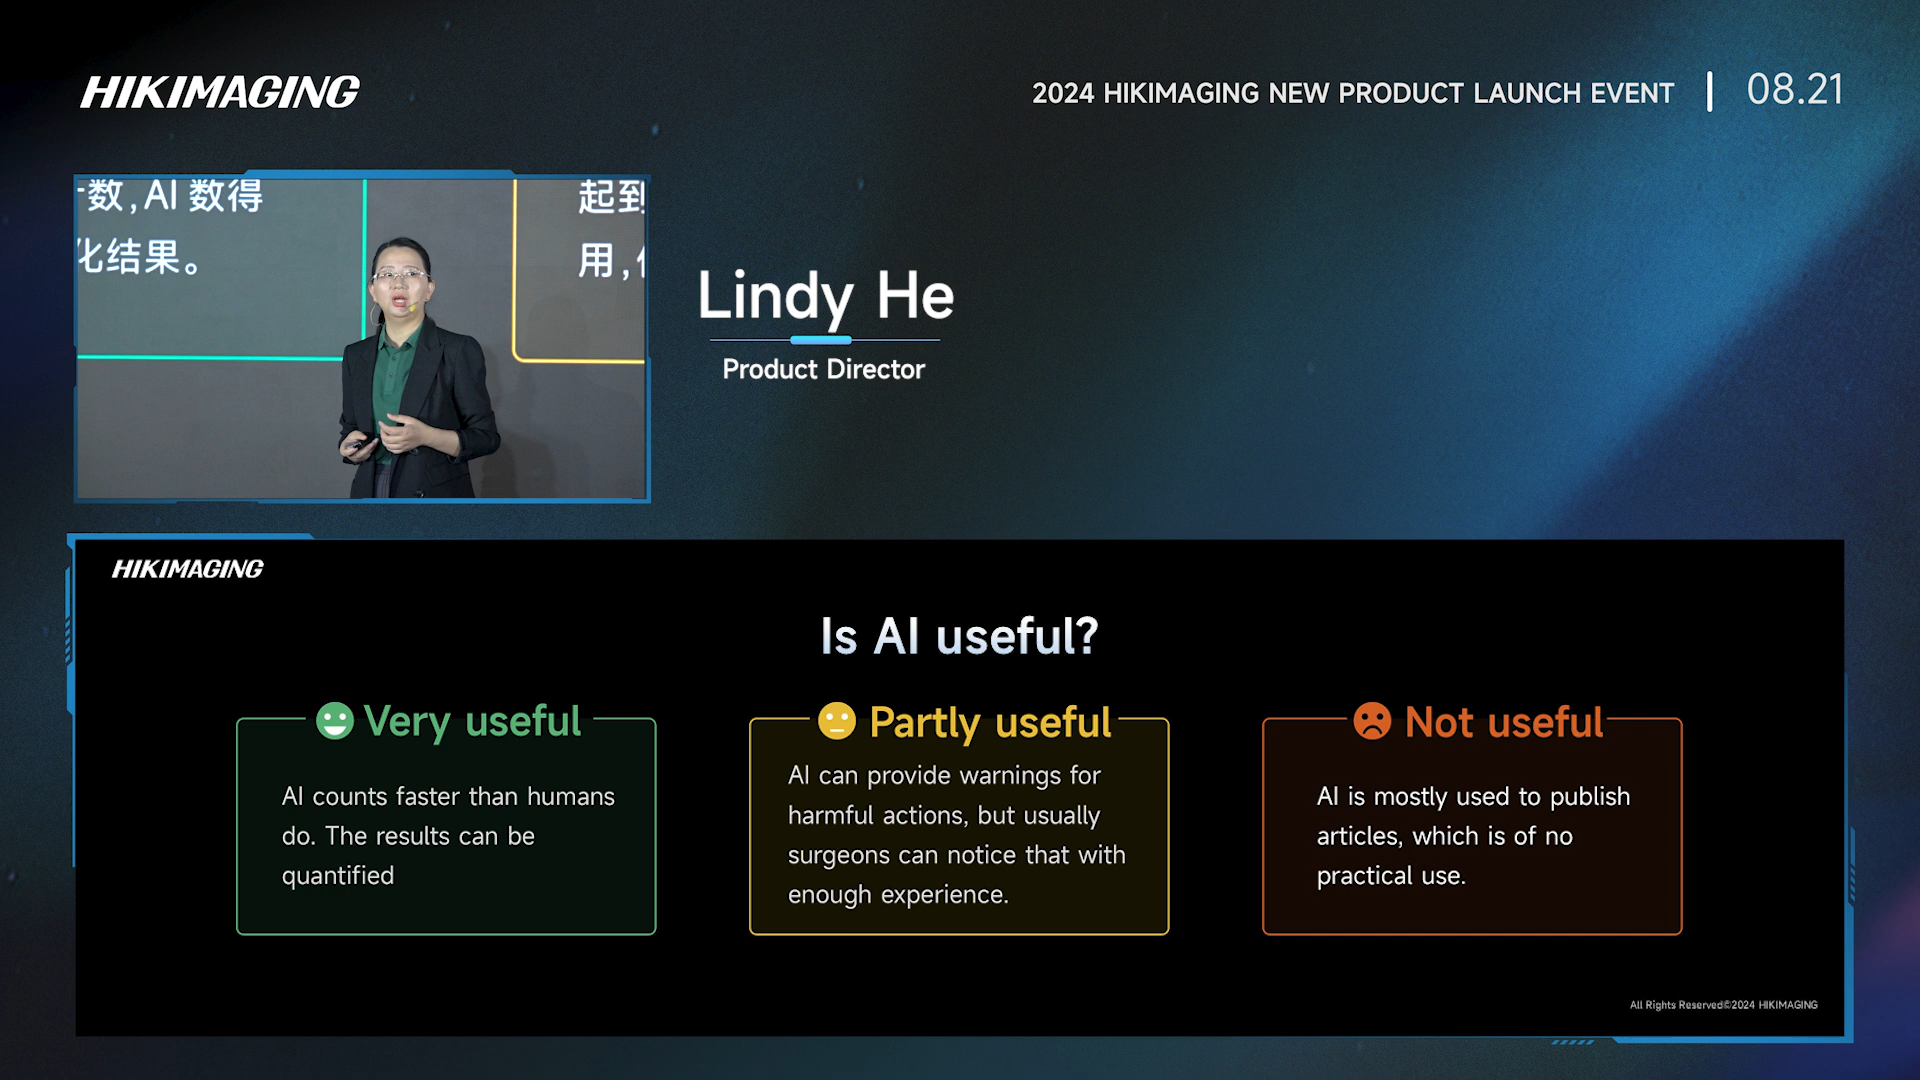 HIKIMAGING
2024 HIKIMAGING NEW PRODUCT LAUNCH EVENT | 08.21
数,AI 数得
化结果。
起到
用,
Lindy He
Product Director
HIKIMAGING
Is AI useful?
Very useful
AI counts faster than humans
do. The results can be
quantified
Partly useful
AI can provide warnings for
harmful actions, but usually
surgeons can notice that with
enough experience.
Not useful
AI is mostly used to publish
articles, which is of no
practical use.
All Rights Reserved©2024 HIKIMAGING